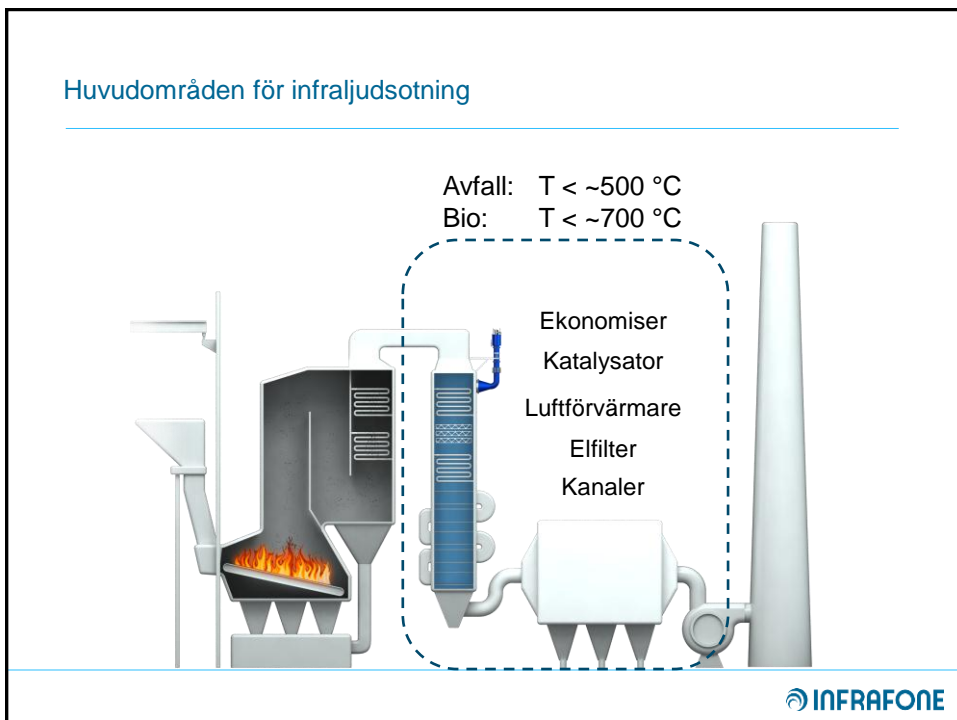 Huvudområden för infraljudsotning
Avfall: T < ~500 °C
Bio: T < ~700 °C
Ekonomiser
Katalysator
Luftförvärmare
Elfilter
Kanaler
INFRAFONE